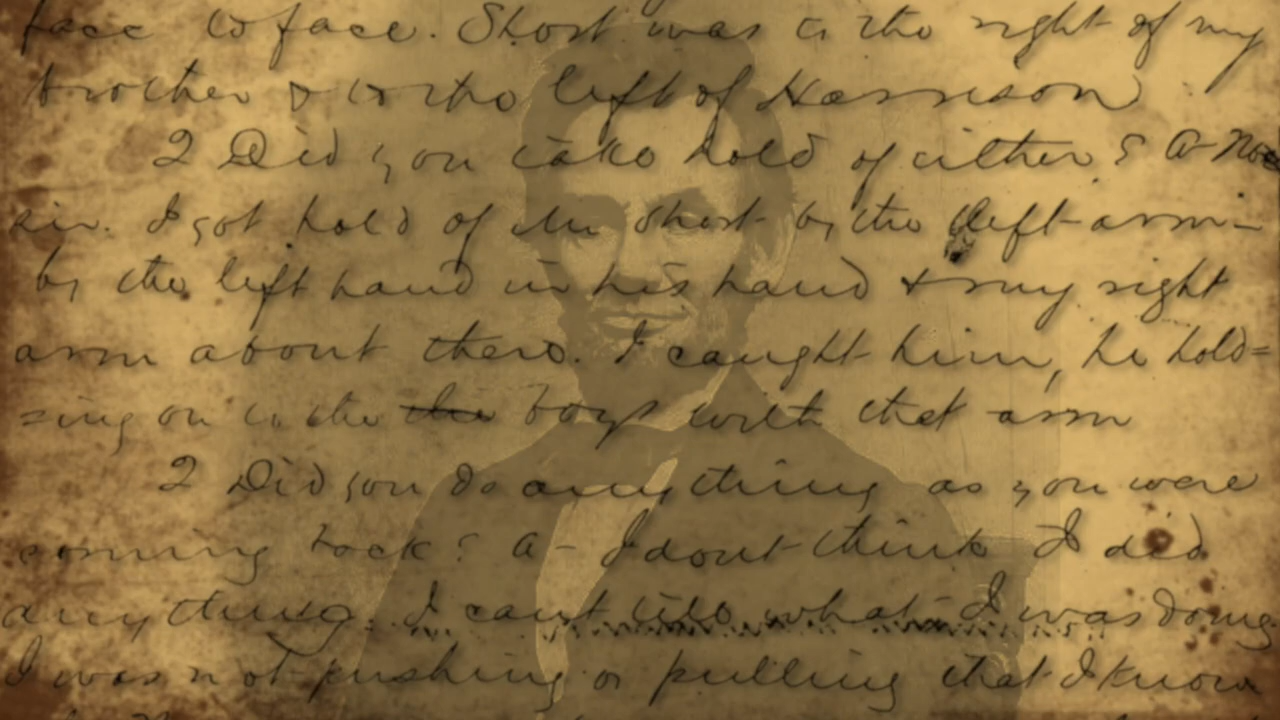 face to face. Short was to the right of my
brother & to the left of Harrison
Q Did you take hold of either? A- No
sir. I got hold of Mr Short by the left arm-
by the left hand in his hand & my right
arm about there. I caught him, he hold=
=ing on to the the boys with that arm
Q Did you do anything as you were
coming back? A- I dont think I did
anything. I cant tell what I was doing
I was not pushing or pulling that I know